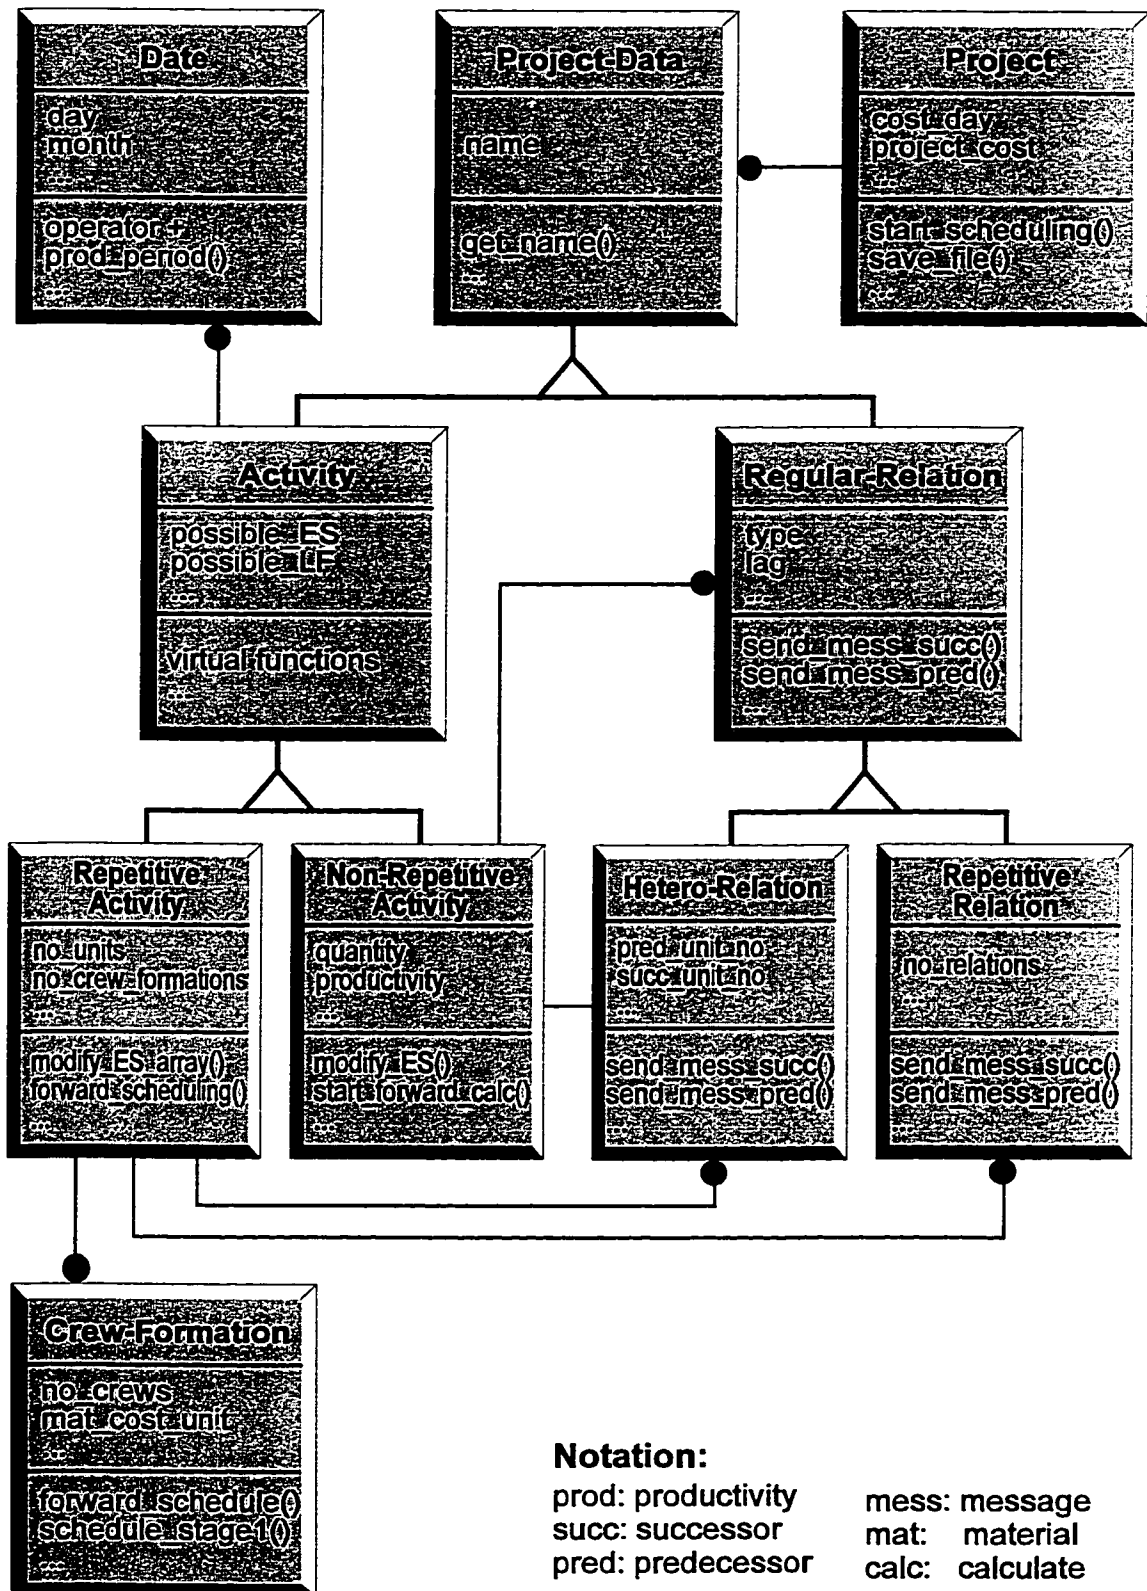 Date
day
month
...
operator +
prod_period()
...
Project-Data
name
...
get_name()
...
Project
cost_day
project_cost
...
start_scheduling()
save_file()
...
Activity
possible_ES
possible_LF
...
virtual functions
...
Regular-Relation
type
lag
...
send_mess_succ()
send_mess_pred()
...
Repetitive
Activity
no_units
no_crew_formations
...
modify_ES_array()
forward_scheduling()
...
Non-Repetitive
Activity
quantity
productivity
...
modify_ES()
start_forward_calc()
...
Hetero-Relation
pred_unit_no
succ_unit_no
...
send_mess_succ()
send_mess_pred()
...
Repetitive
Relation
no_relations
...
send_mess_succ()
send_mess_pred()
...
Crew-Formation
no_crews
mat_cost_unit
...
forward_schedule()
schedule_stage1()
...
Notation:
prod: productivity
succ: successor
pred: predecessor
mess: message
mat: material
calc: calculate